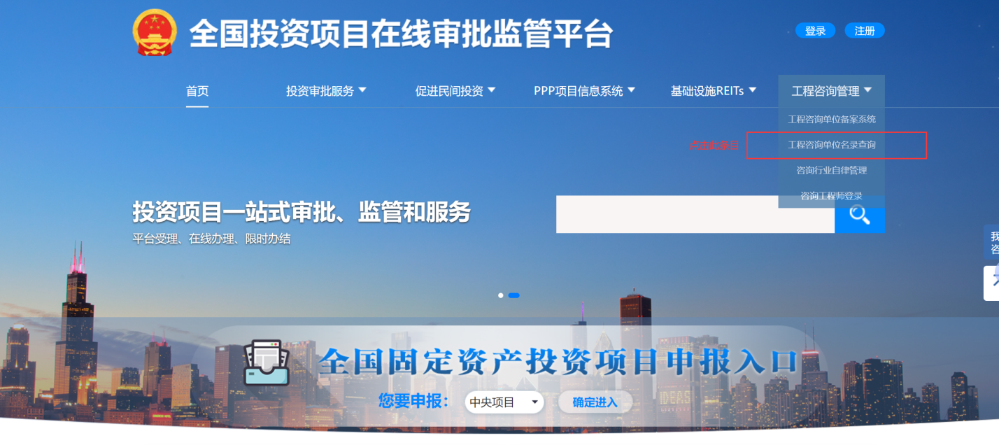 全国投资项目在线审批监管平台
登录
注册
首页
投资审批服务
促进民间投资
PPP项目信息系统
基础设施REITs
工程咨询管理
工程咨询单位备案系统
点击此条目
工程咨询单位名录查询
咨询行业自律管理
咨询工程师登录
投资项目一站式审批、监管和服务
平台受理、在线办理、限时办结
我
咨
全国固定资产投资项目申报入口
您要申报：
中央项目
确定进入
IDEAS